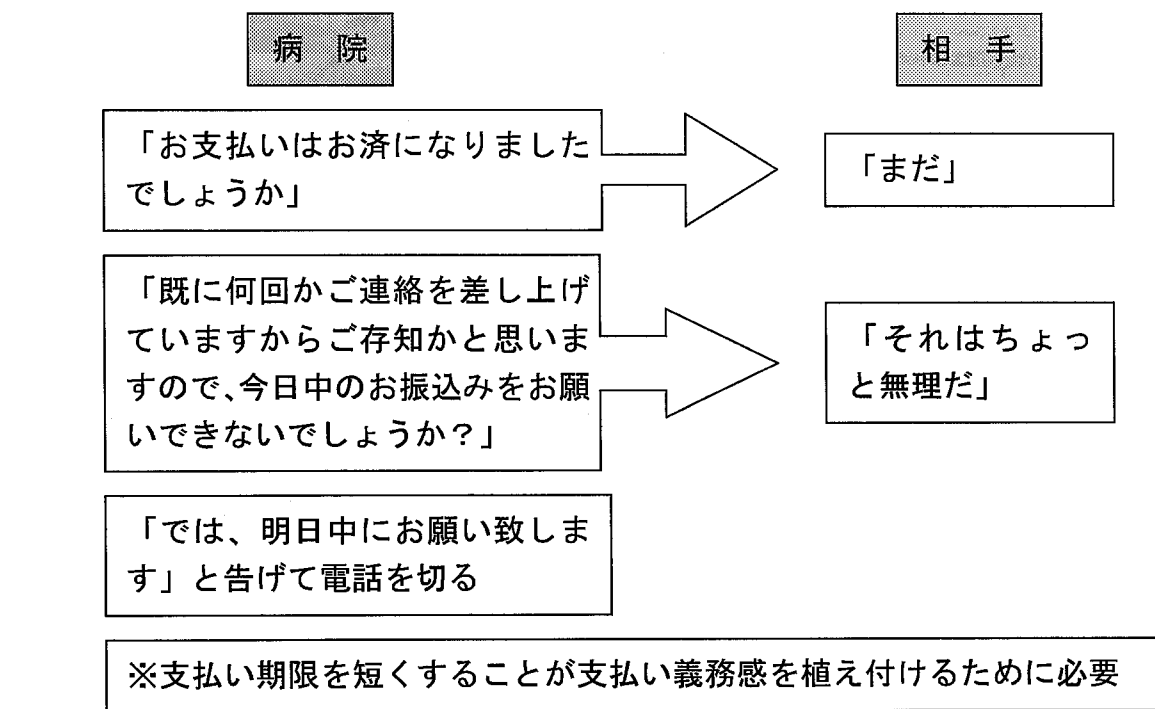 病　院
相　手
「お支払いはお済になりました
でしょうか」
「まだ」
「既に何回かご連絡を差し上げ
ていますからご存知かと思いま
すので、今日中のお振込みをお願
いできないでしょうか？」
「それはちょっ
と無理だ」
「では、明日中にお願い致しま
す」と告げて電話を切る
※支払い期限を短くすることが支払い義務感を植え付けるために必要